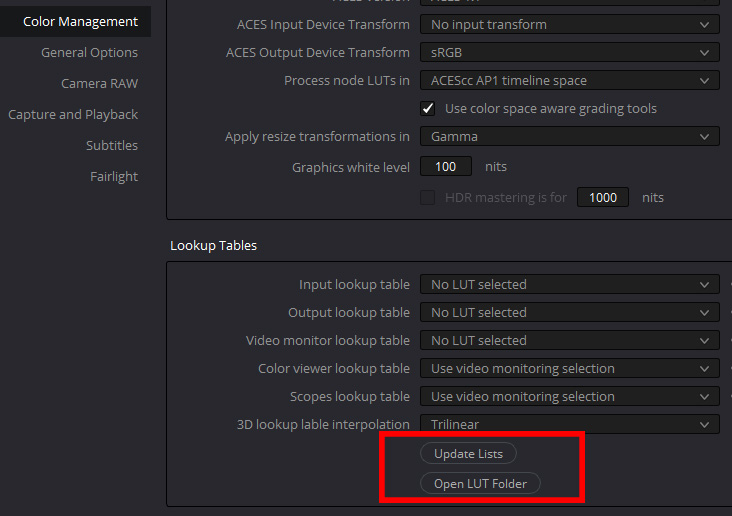 Color Management
General Options
Camera RAW
Capture and Playback
Subtitles
Fairlight
ACES Input Device Transform No input transform
ACES Output Device Transform sRGB
Process node LUTs in ACEScc AP1 timeline space
Use color space aware grading tools
Apply resize transformations in Gamma
Graphics white level 100 nits
HDR mastering is for 1000 nits
Lookup Tables
Input lookup table No LUT selected
Output lookup table No LUT selected
Video monitor lookup table No LUT selected
Color viewer lookup table Use video monitoring selection
Scopes lookup table Use video monitoring selection
3D lookup lable interpolation Trilinear
Update Lists
Open LUT Folder